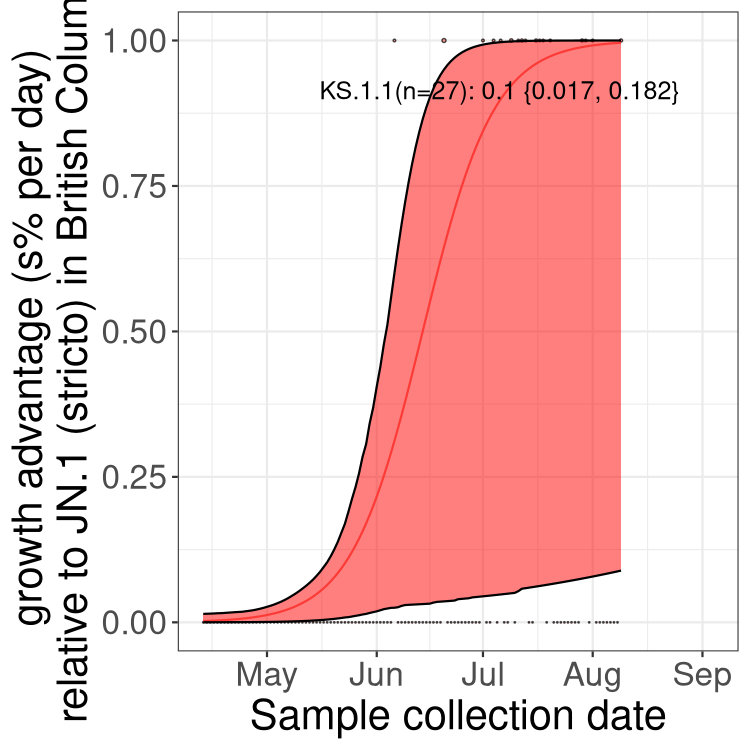 growth advantage (s% per day)
relative to JN.1 (stricto) in British Colum
1.00
0.75
0.50
0.25
0.00
KS.1.1(n=27): 0.1 {0.017, 0.182}
May Jun Jul Aug Sep
Sample collection date